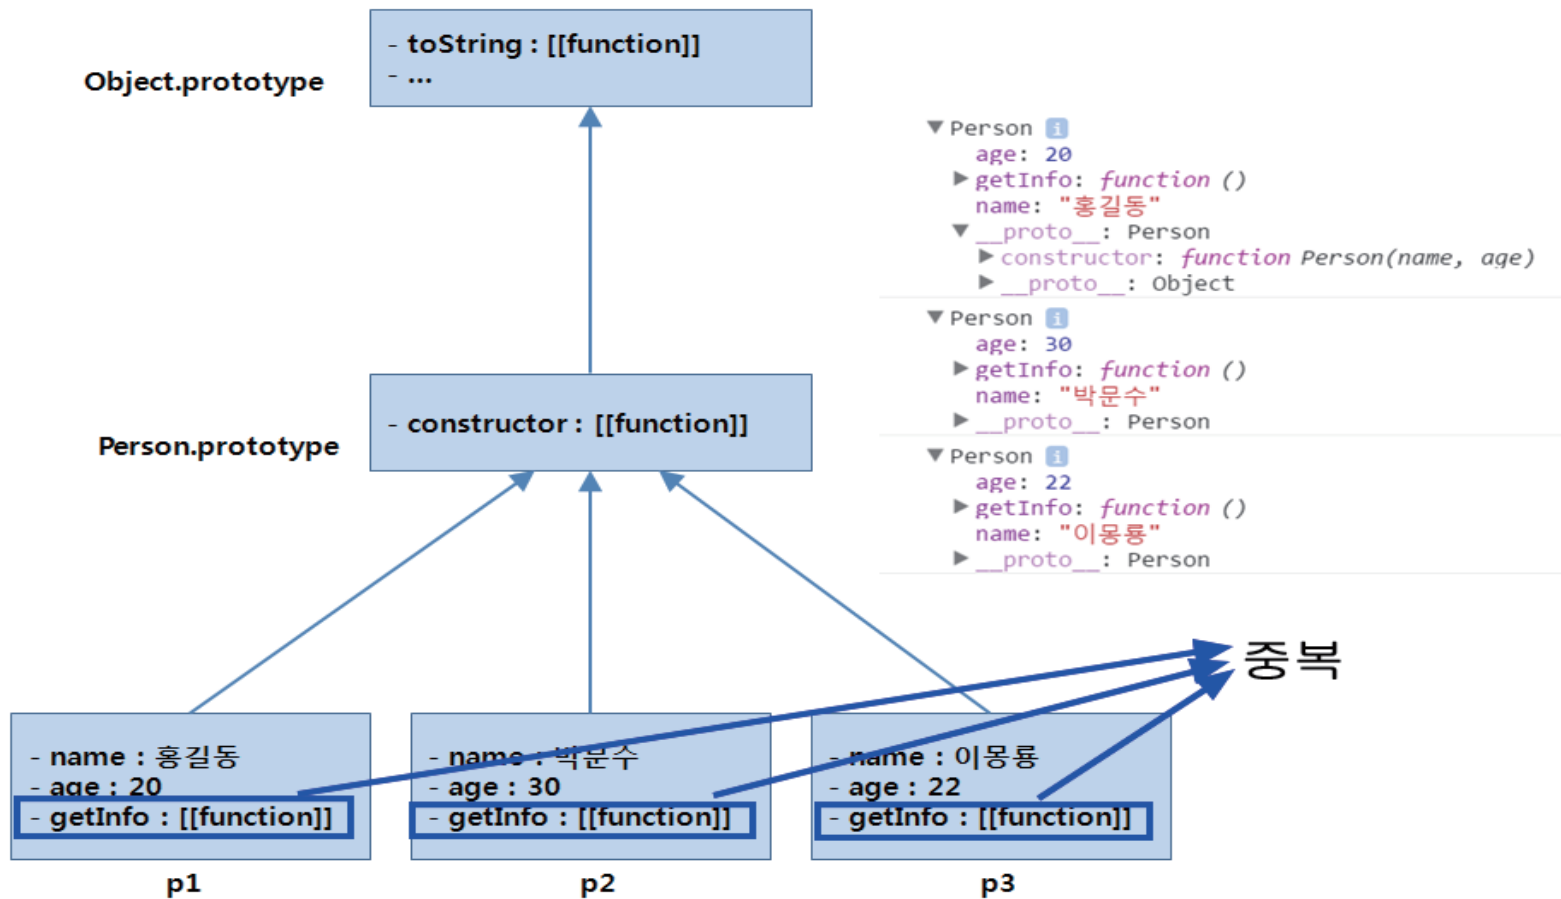 - toString : [[function]]
- ...
Object.prototype
- constructor : [[function]]
Person.prototype
▼Person i
age: 20
▶getInfo: function ()
name: "홍길동"
▼__proto__: Person
▶constructor: function Person(name, age)
▶__proto__: Object
▼Person i
age: 30
▶getInfo: function ()
name: "박문수"
▶__proto__: Person
▼Person i
age: 22
▶getInfo: function ()
name: "이몽룡"
▶__proto__: Person
중복
- name : 홍길동
- age : 20
- getInfo : [[function]]
p1
- name : 박문수
- age : 30
- getInfo : [[function]]
p2
- name : 이몽룡
- age : 22
- getInfo : [[function]]
p3